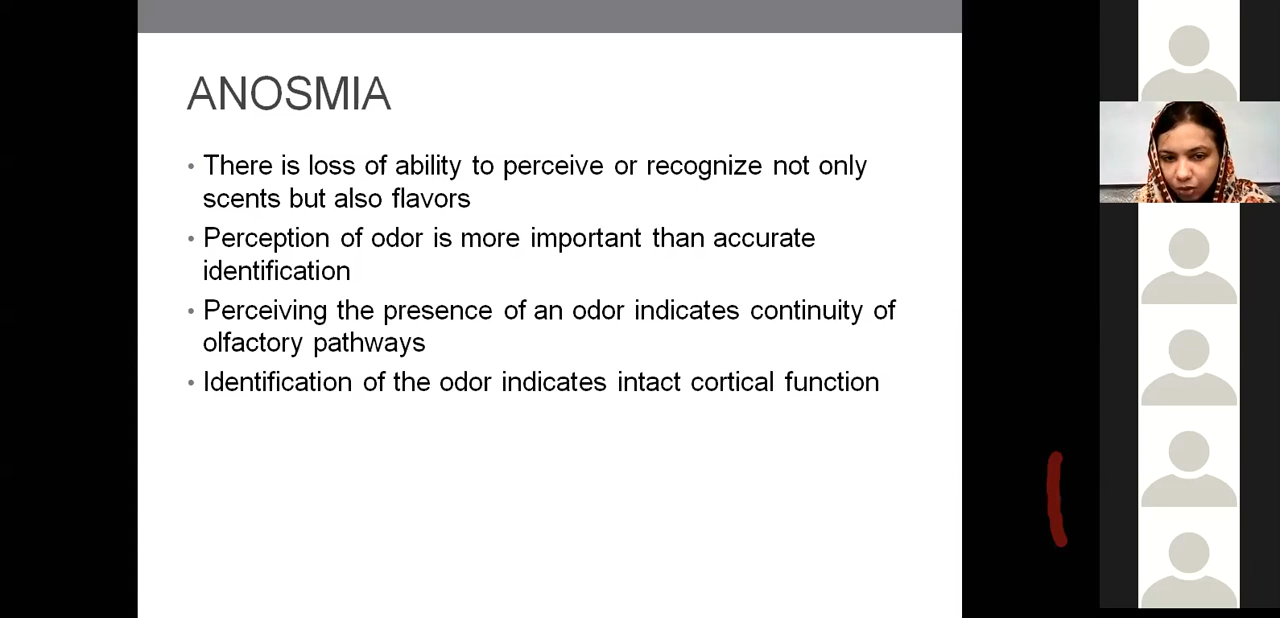 ANOSMIA
• There is loss of ability to perceive or recognize not only
scents but also flavors
• Perception of odor is more important than accurate
identification
• Perceiving the presence of an odor indicates continuity of
olfactory pathways
• Identification of the odor indicates intact cortical function